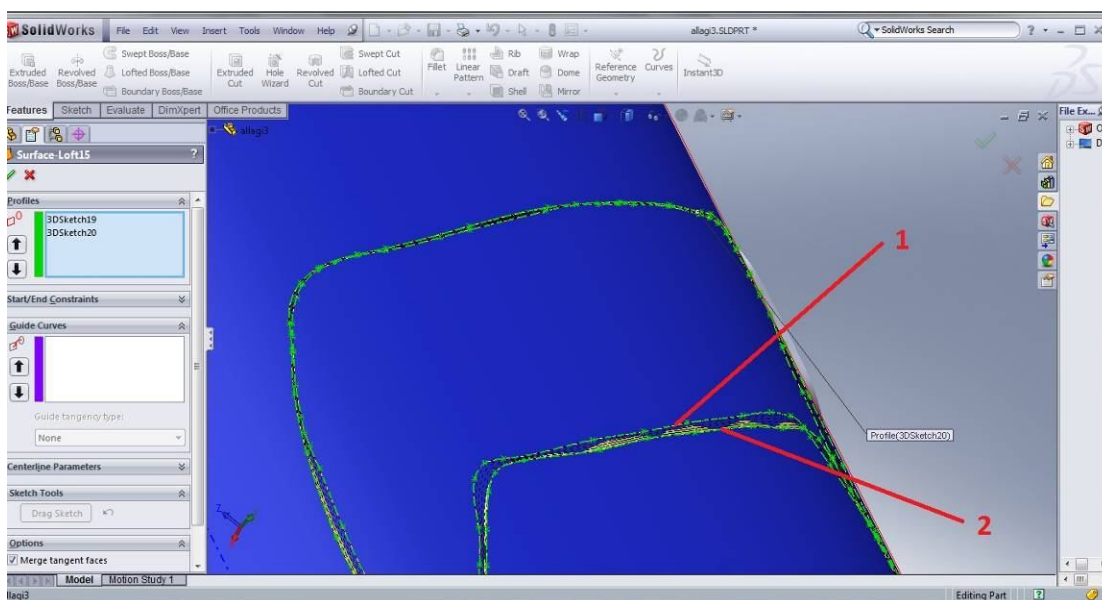 SolidWorks File Edit View Insert Tools Window Help allagi3.SLDPRT * SolidWorks Search ?
Extruded Boss/Base
Revolved Boss/Base
Swept Boss/Base
Lofted Boss/Base
Boundary Boss/Base
Extruded Cut
Hole Wizard
Revolved Cut
Swept Cut
Lofted Cut
Boundary Cut
Fillet
Linear Pattern
Rib
Draft
Shell
Wrap
Dome
Mirror
Reference Geometry
Curves
Instant3D
Features Sketch Evaluate DimXpert Office Products
File Ex...
allagi3
Surface-Loft15 ?
Profiles
3DSketch19
3DSketch20
Start/End Constraints
Guide Curves
Guide tangency type:
None
Centerline Parameters
Sketch Tools
Drag Sketch
Options
Merge tangent faces
1
Profile(3DSketch20)
2
Z
Model Motion Study 1
llagi3 Editing Part ?